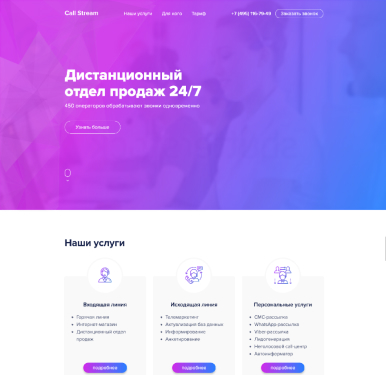 Call Stream
Наши услуги Для кого Тариф +7 (495) 115-79-49 Заказать звонок
Дистанционный
отдел продаж 24/7
450 операторов обрабатывают звонки одновременно
Узнать больше
Наши услуги
Входящая линия
Горячая линия
Интернет-магазин
Дистанционный отдел
продаж
подробнее
Исходящая линия
Телемаркетинг
Актуализация баз данных
Информирование
Анкетирование
подробнее
Персональные услуги
СМС-рассылка
WhatsApp-рассылка
Viber-рассылка
Лидогенерация
Неголосовой call-центр
Автоинформатор
подробнее